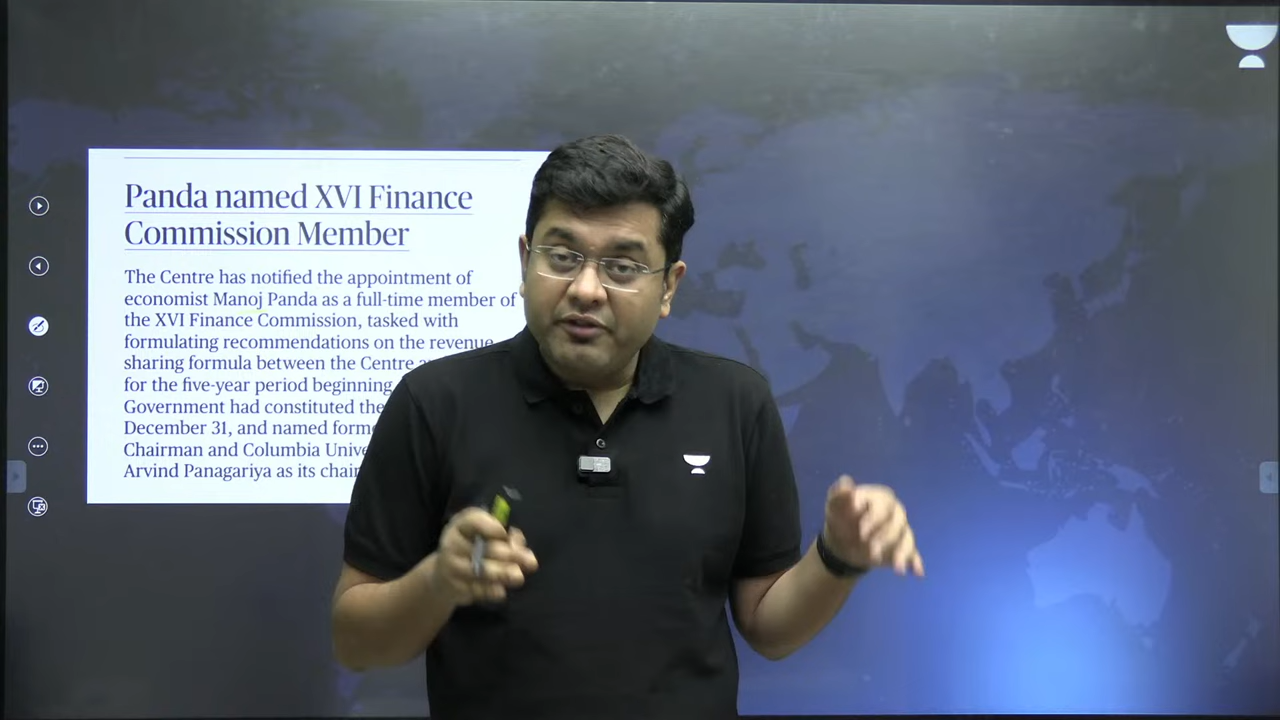 Panda named XVI Finance
Commission Member
The Centre has notified the appointment of
economist Manoj Panda as a full-time member of
the XVI Finance Commission, tasked with
formulating recommendations on the revenue
sharing formula between the Centre
for the five-year period beginning
Government had constituted the
December 31, and named
Chairman and Columbia
Arvind Panagariya as its